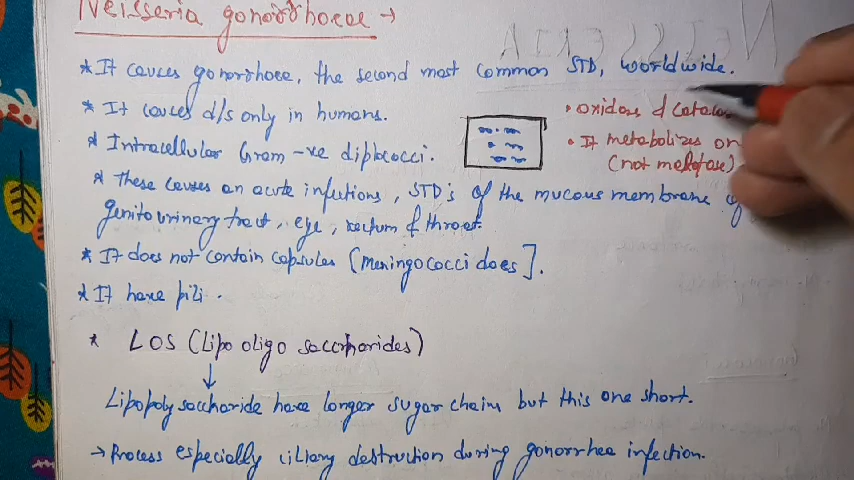 Neisseria gonorrhoeae →
* It causes gonorrhoea, the second most common STD, worldwide.
* It causes d/s only in humans.
• oxidase & Catalas
* Intracellular Gram -ve diplococci.
• It metabolizes on
(not maltose)
* These causes an acute infections, STD's of the mucous membrane of
genitourinary tract, eye, rectum & throat.
* It does not contain capsules [Meningococci does].
* It have pili.
* LOS (Lipo oligo saccharides)
↓
Lipopolysaccharide have longer sugar chain but this one short.
→ Process especially ciliary destruction during gonorrhea infection.